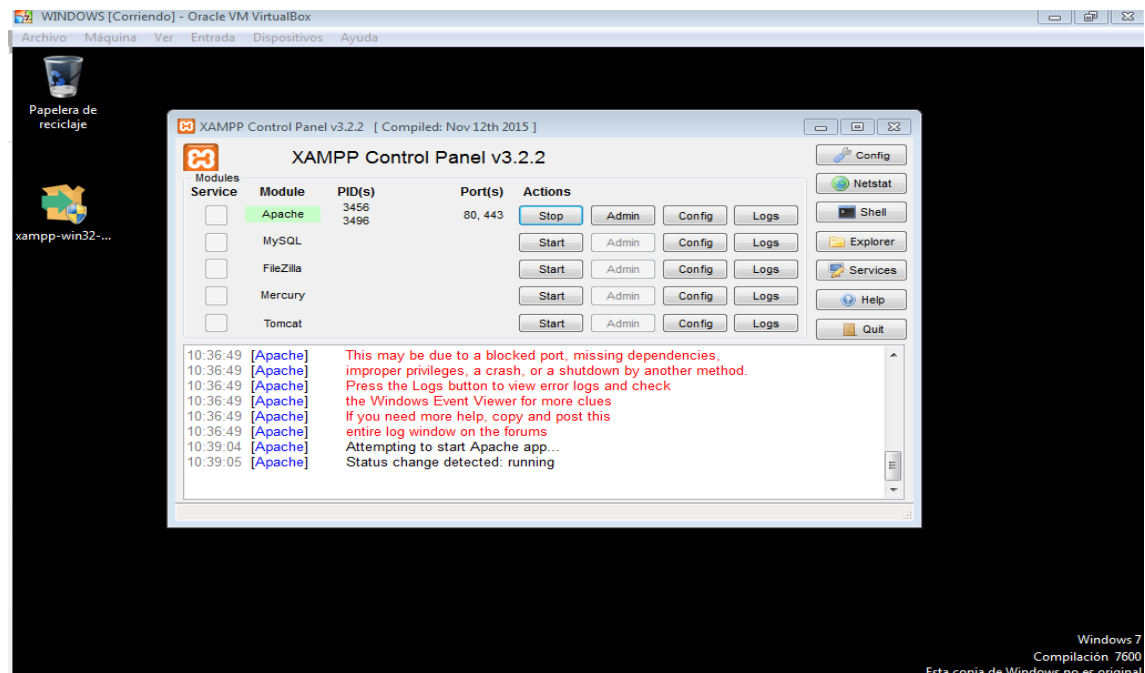 WINDOWS [Corriendo] - Oracle VM VirtualBox
Archivo Máquina Ver Entrada Dispositivos Ayuda
Papelera de
reciclaje
xampp-win32-...
XAMPP Control Panel v3.2.2 [ Compiled: Nov 12th 2015 ]
XAMPP Control Panel v3.2.2
Config
Modules
Service Module PID(s) Port(s) Actions
Netstat
Apache 3456 80, 443 Stop Admin Config Logs
3496
Shell
MySQL Start Admin Config Logs
Explorer
FileZilla Start Admin Config Logs
Services
Mercury Start Admin Config Logs
Help
Tomcat Start Admin Config Logs
Quit
10:36:49 [Apache] This may be due to a blocked port, missing dependencies,
10:36:49 [Apache] improper privileges, a crash, or a shutdown by another method.
10:36:49 [Apache] Press the Logs button to view error logs and check
10:36:49 [Apache] the Windows Event Viewer for more clues
10:36:49 [Apache] If you need more help, copy and post this
10:36:49 [Apache] entire log window on the forums
10:39:04 [Apache] Attempting to start Apache app...
10:39:05 [Apache] Status change detected: running
Windows 7
Compilación 7600
Esta copia de Windows no es original